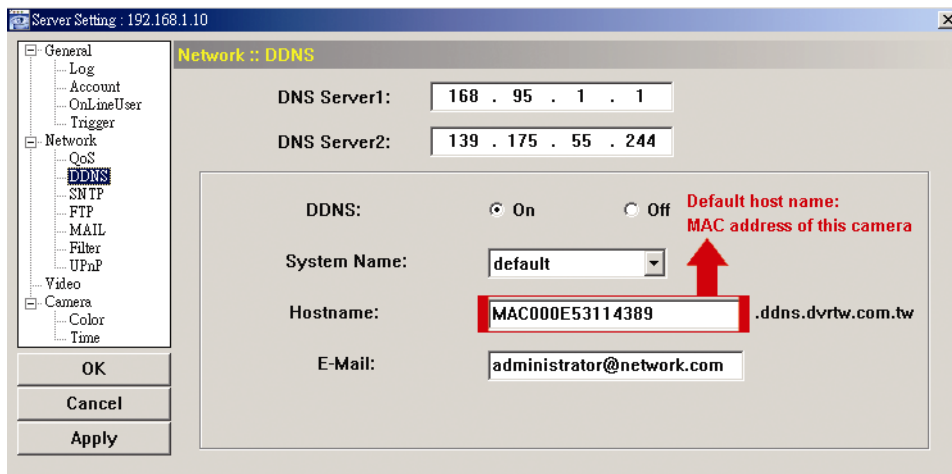 Server Setting : 192.168.1.10
General
Log
Account
OnLineUser
Trigger
Network
QoS
DDNS
SNTP
FTP
MAIL
Filter
UPnP
Video
Camera
Color
Time
OK
Cancel
Apply
Network :: DDNS
DNS Server1: 168 . 95 . 1 . 1
DNS Server2: 139 . 175 . 55 . 244
DDNS: On Off
Default host name:
MAC address of this camera
System Name: default
Hostname: MAC000E53114389 .ddns.dvrtw.com.tw
E-Mail: administrator@network.com